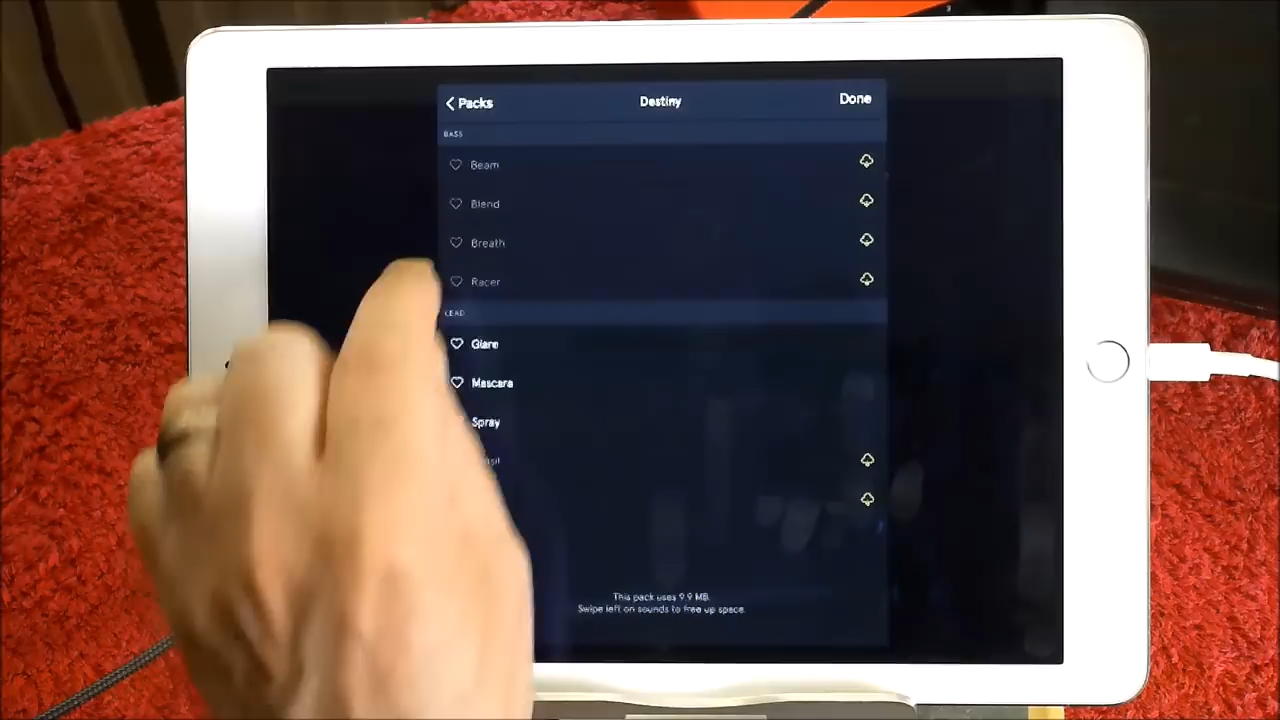 Packs
Destiny
Done
BASS
Beam
Blend
Breath
Racer
LEAD
Glare
Mascara
Spray
This pack uses 9.9 MB.
Swipe left on sounds to free up space.